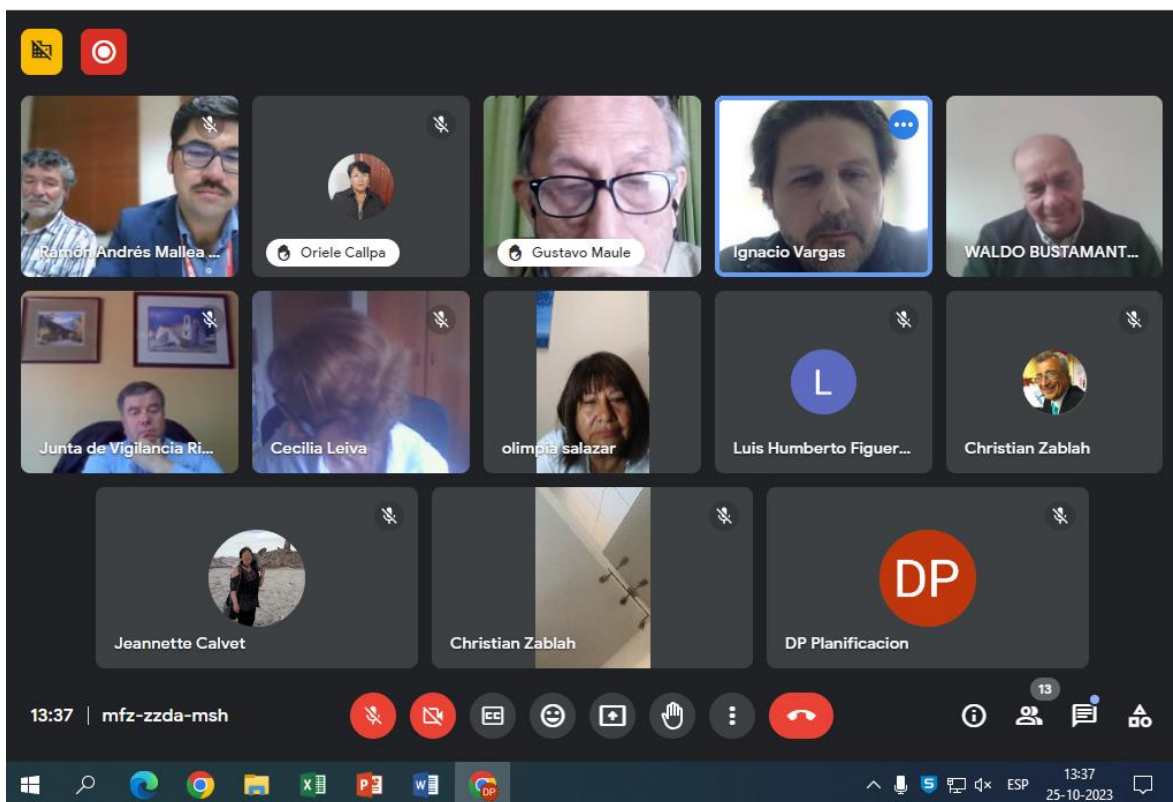 Ramón Andrés Mallea ...
Oriele Callpa
Gustavo Maule
Ignacio Vargas
WALDO BUSTAMANT...
Junta de Vigilancia Ri...
Cecilia Leiva
olimpia salazar
L
Luis Humberto Figuer...
Christian Zablah
Jeannette Calvet
Christian Zablah
DP
DP Planificacion
13:37 | mfz-zzda-msh
CC
13
ESP
13:37
25-10-2023